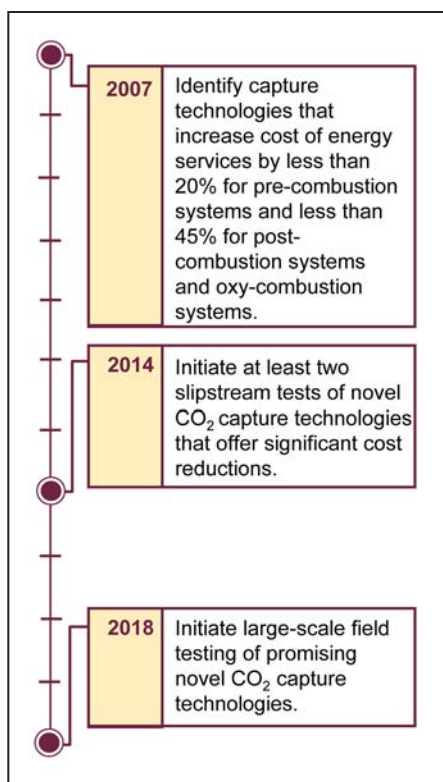 2007
Identify capture
technologies that
increase cost of energy
services by less than
20% for pre-combustion
systems and less than
45% for post-
combustion systems
and oxy-combustion
systems.
2014
Initiate at least two
slipstream tests of novel
CO₂ capture technologies
that offer significant cost
reductions.
2018
Initiate large-scale field
testing of promising
novel CO₂ capture
technologies.